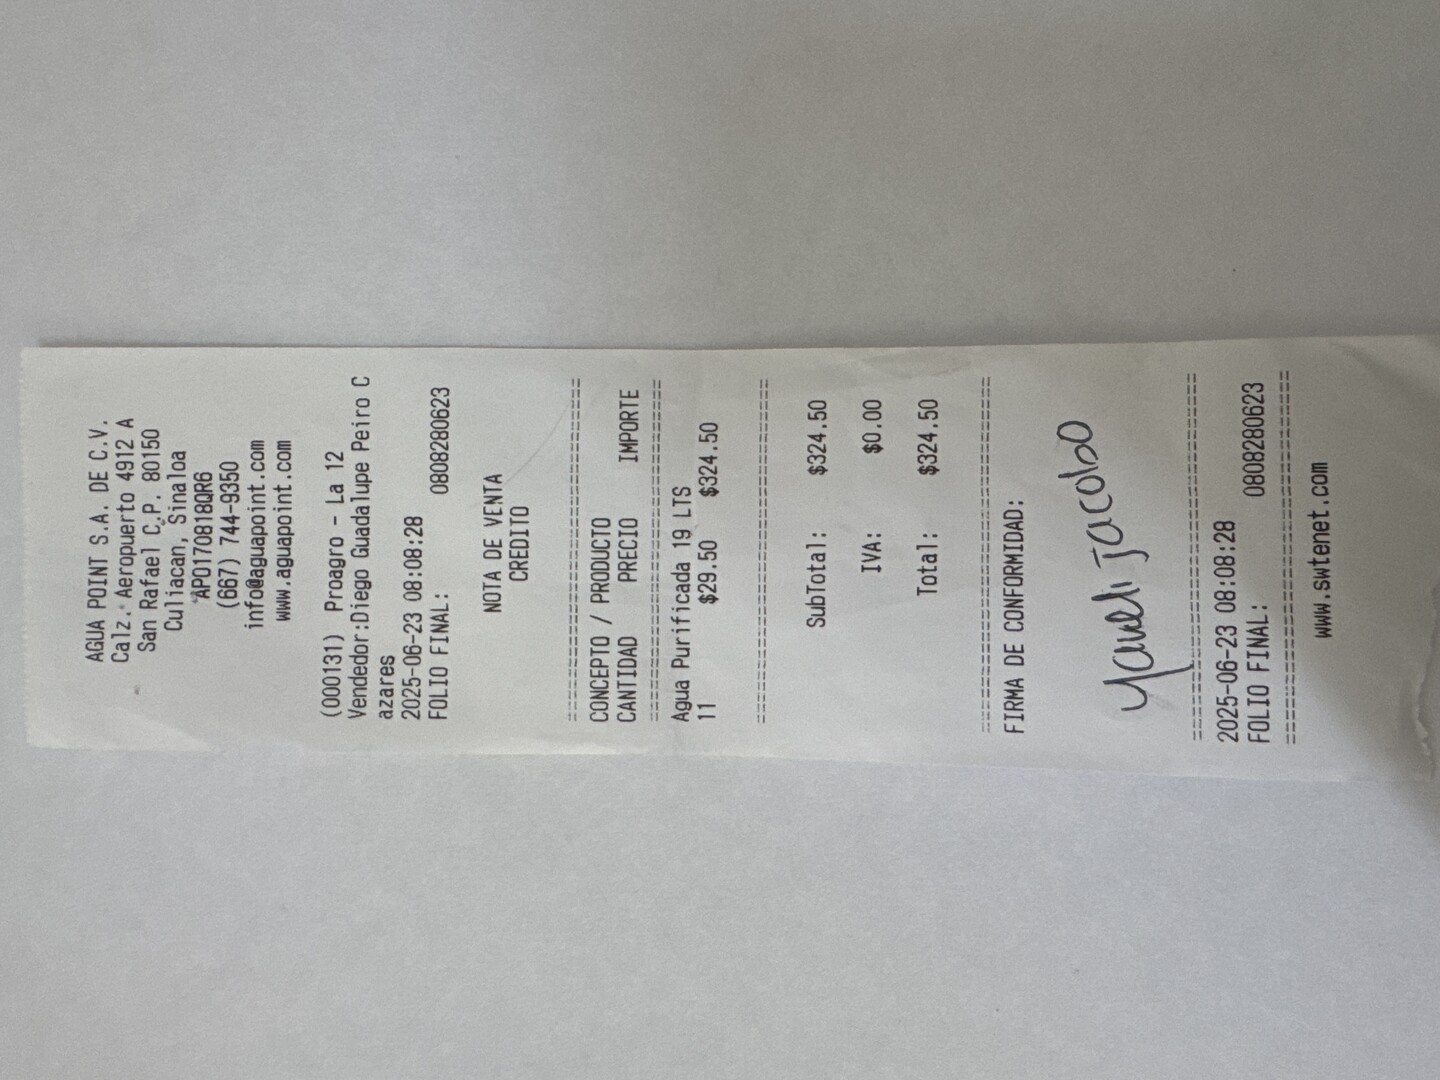 AGUA POINT S.A. DE C.V.
Calz. Aeropuerto 4912 A
San Rafael C.P. 80150
Culiacan, Sinaloa
APO170818QR6
(667) 744-9350
info@aguapoint.com
www.aguapoint.com
(000131) Proagro - La 12
Vendedor:Diego Guadalupe Peiro C
azares
2025-06-23 08:08:28
FOLIO FINAL: 0808280623
NOTA DE VENTA
CREDITO
================================
CONCEPTO / PRODUCTO
CANTIDAD PRECIO IMPORTE
================================
Agua Purificada 19 LTS
11 $29.50 $324.50
================================
SubTotal: $324.50
IVA: $0.00
Total: $324.50
================================
FIRMA DE CONFORMIDAD:
Yaneli Jacobo
================================
2025-06-23 08:08:28
FOLIO FINAL: 0808280623
================================
www.swtenet.com